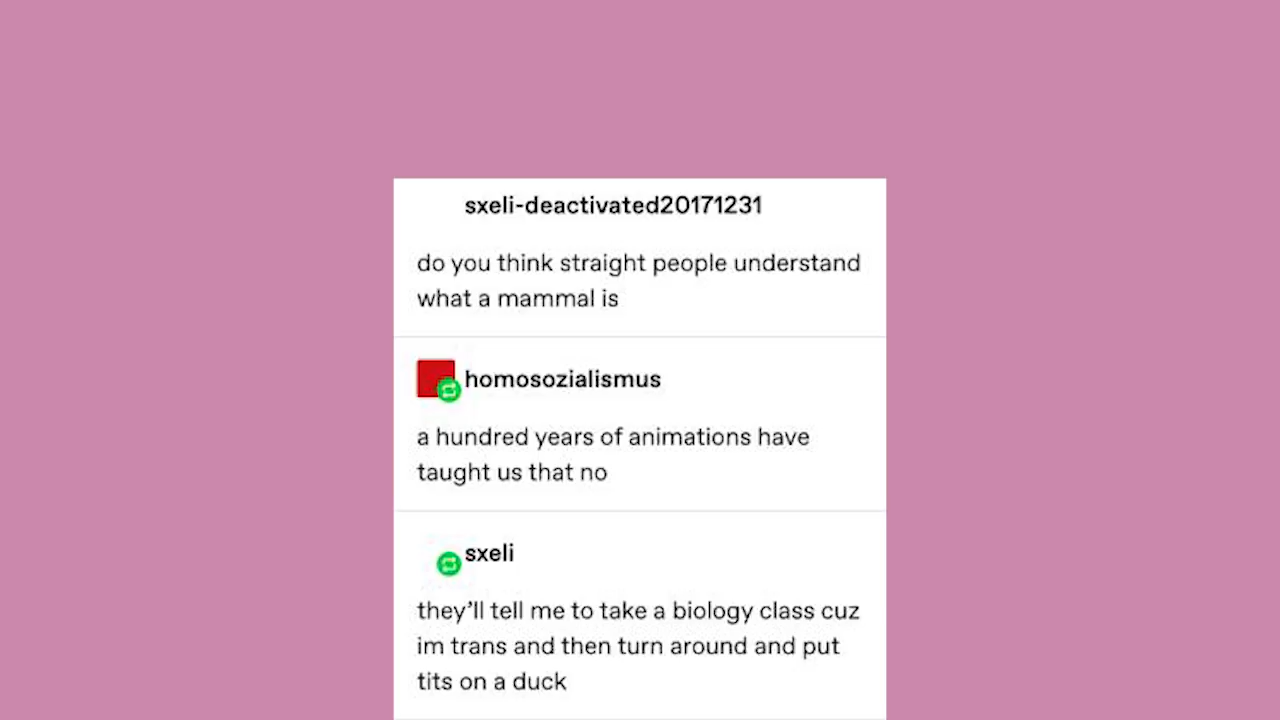 sxeli-deactivated20171231
do you think straight people understand
what a mammal is
homosozialismus
a hundred years of animations have
taught us that no
sxeli
they’ll tell me to take a biology class cuz
im trans and then turn around and put
tits on a duck